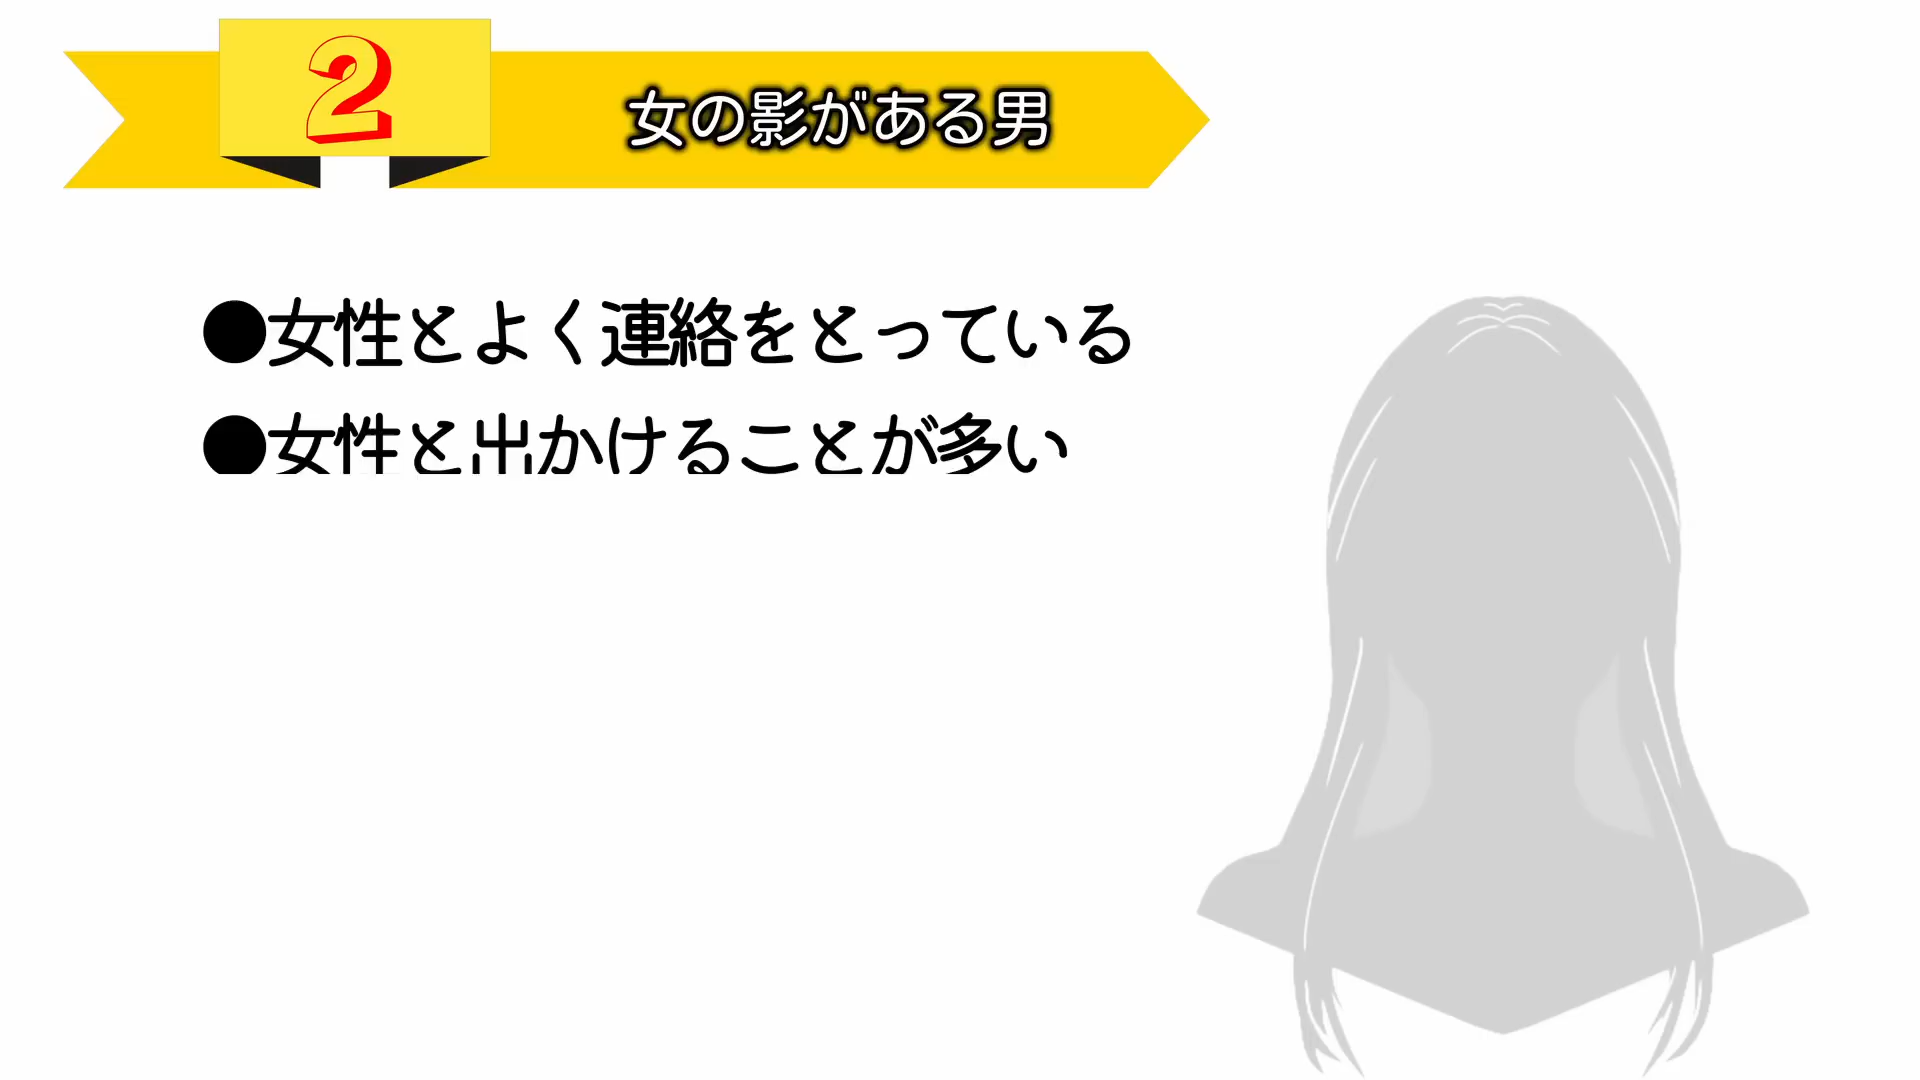 2
女の影がある男
●女性とよく連絡をとっている
●女性と出かけることが多い